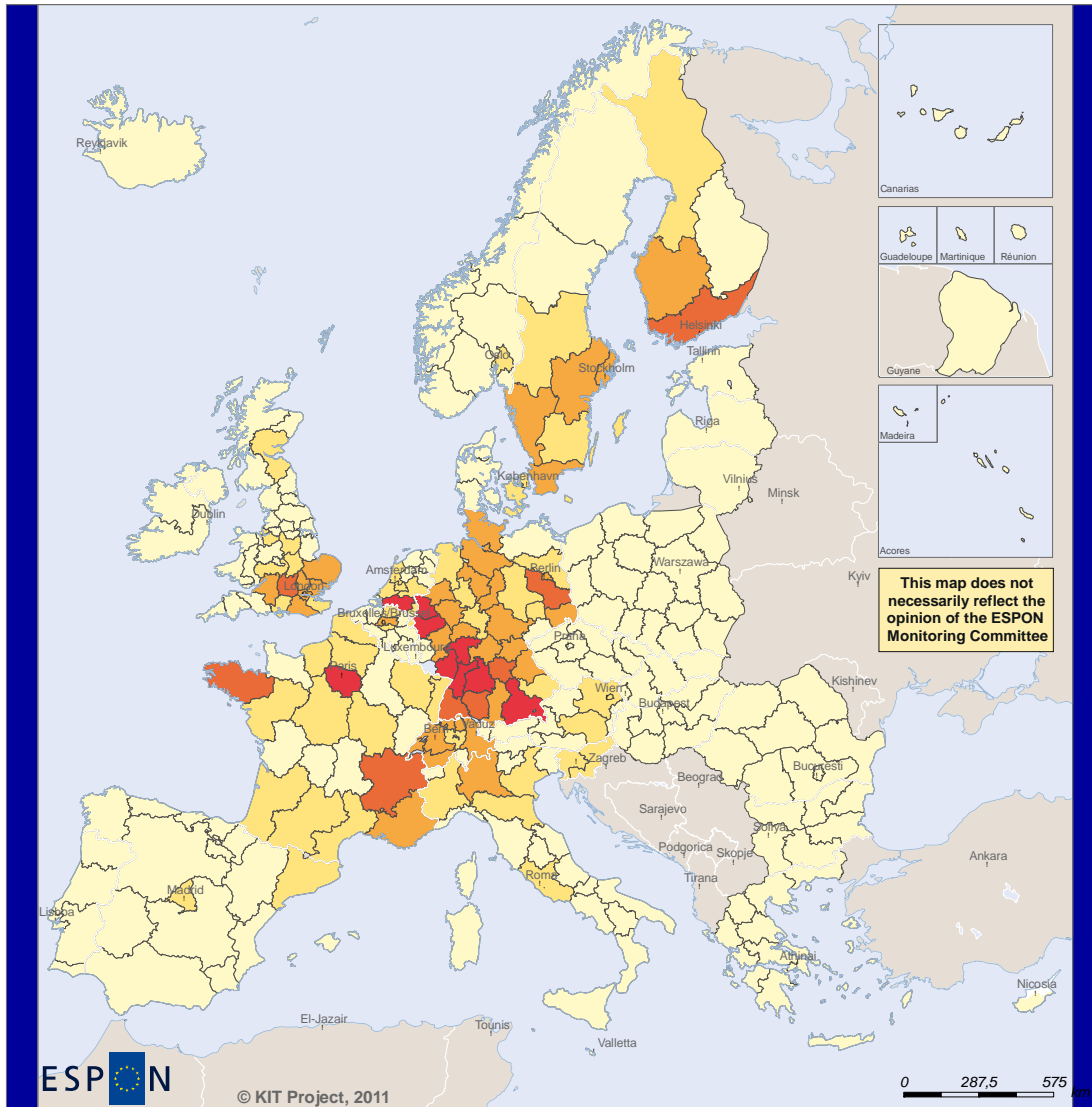 Reykjavik
Canarias
Guadeloupe
Martinique
Réunion
Guyane
Madeira
Acores
Oslo
Stockholm
Helsinki
Tallinn
Riga
Vilnius
Minsk
København
Dublin
London
Amsterdam
Berlin
Warszawa
Kyiv
This map does not
necessarily reflect the
opinion of the ESPON
Monitoring Committee
Luxembourg
Praha
Paris
Wien
Budapest
Kishinev
Bern
Vaduz
Zagreb
Bucuresti
Beograd
Sarajevo
Sofiya
Podgorica
Skopje
Tirana
Ankara
Roma
Madrid
Lisboa
Athinai
Nicosia
El-Jazair
Tounis
Valletta
ESPON
© KIT Project, 2011
0 287,5 575
km